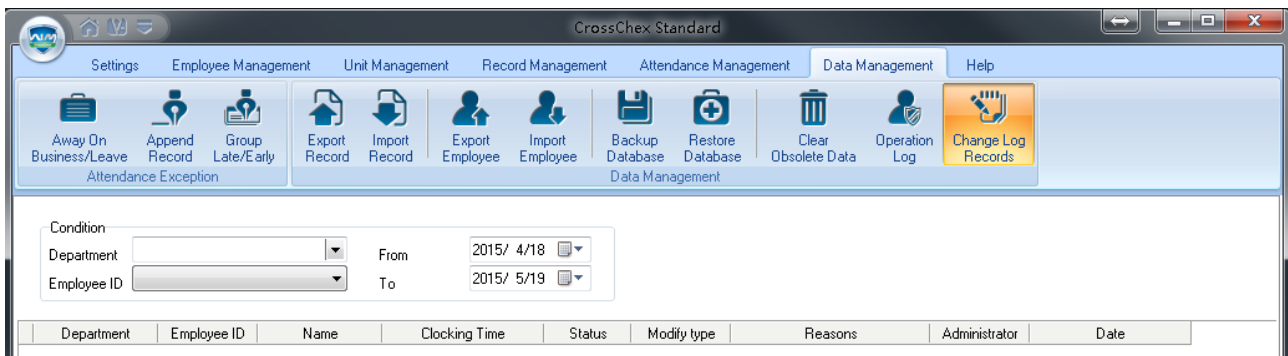 CrossChex Standard
Settings Employee Management Unit Management Record Management Attendance Management Data Management Help
Away On Append Group Export Import Export Import Backup Restore Clear Operation Change Log
Business/Leave Record Late/Early Record Record Employee Employee Database Database Obsolete Data Log Records
Attendance Exception Data Management
Condition
Department From 2015/ 4/18
Employee ID To 2015/ 5/19
Department Employee ID Name Clocking Time Status Modify type Reasons Administrator Date